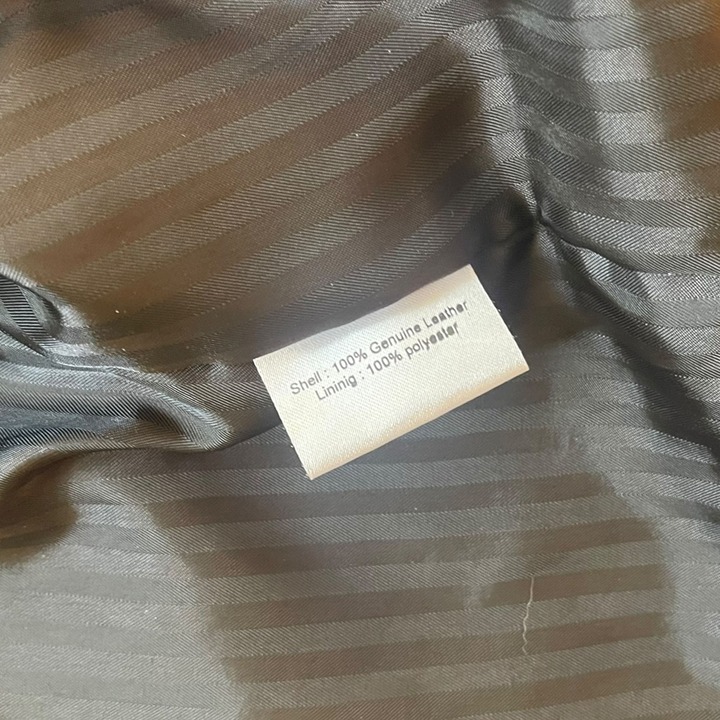 Shell : 100% Genuine Leather
Lininig : 100% polyester